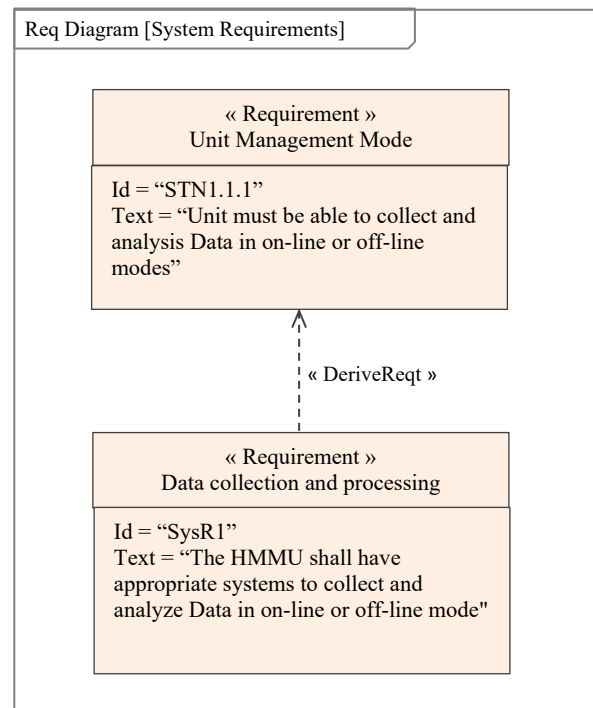 Req Diagram [System Requirements]
« Requirement »
Unit Management Mode
Id = “STN1.1.1”
Text = “Unit must be able to collect and
analysis Data in on-line or off-line
modes”
« DeriveReqt »
« Requirement »
Data collection and processing
Id = “SysR1”
Text = “The HMMU shall have
appropriate systems to collect and
analyze Data in on-line or off-line mode"